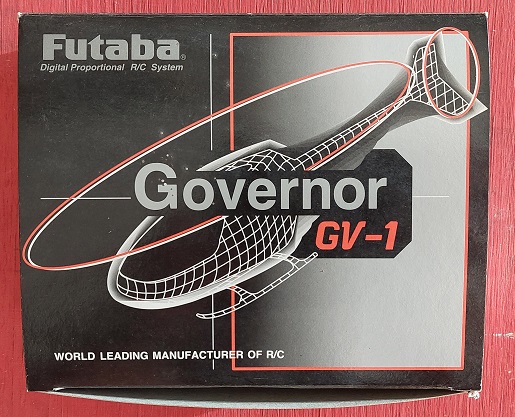 Futaba®
Digital Proportional R/C System
Governor
GV-1
WORLD LEADING MANUFACTURER OF R/C